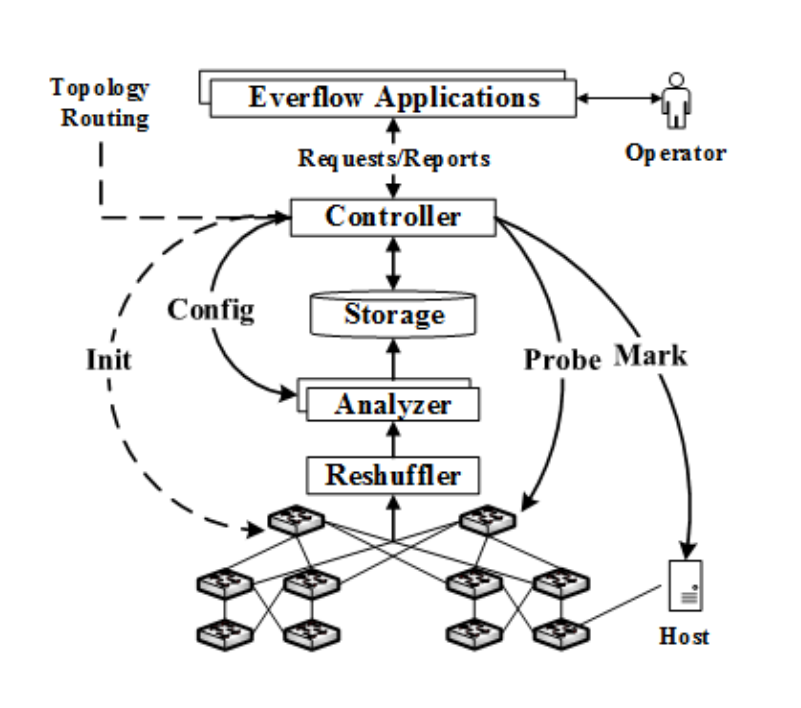 Topology
Routing
Everflow Applications
Operator
Requests/Reports
Controller
Config
Storage
Init
Probe
Mark
Analyzer
Reshuffler
Host